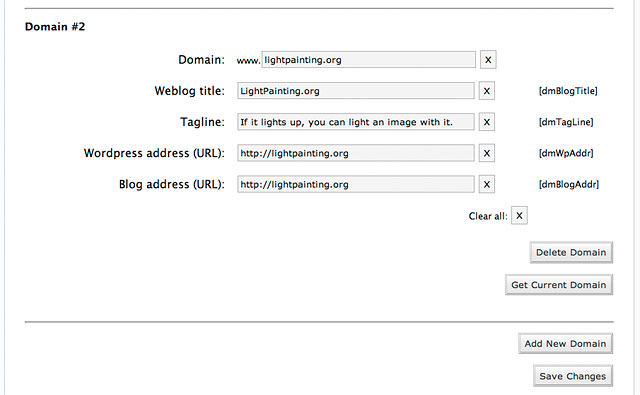 Domain #2
Domain: www. lightpainting.org X
Weblog title: LightPainting.org X [dmBlogTitle]
Tagline: If it lights up, you can light an image with it. X [dmTagLine]
Wordpress address (URL): http://lightpainting.org X [dmWpAddr]
Blog address (URL): http://lightpainting.org X [dmBlogAddr]
Clear all: X
Delete Domain
Get Current Domain
Add New Domain
Save Changes